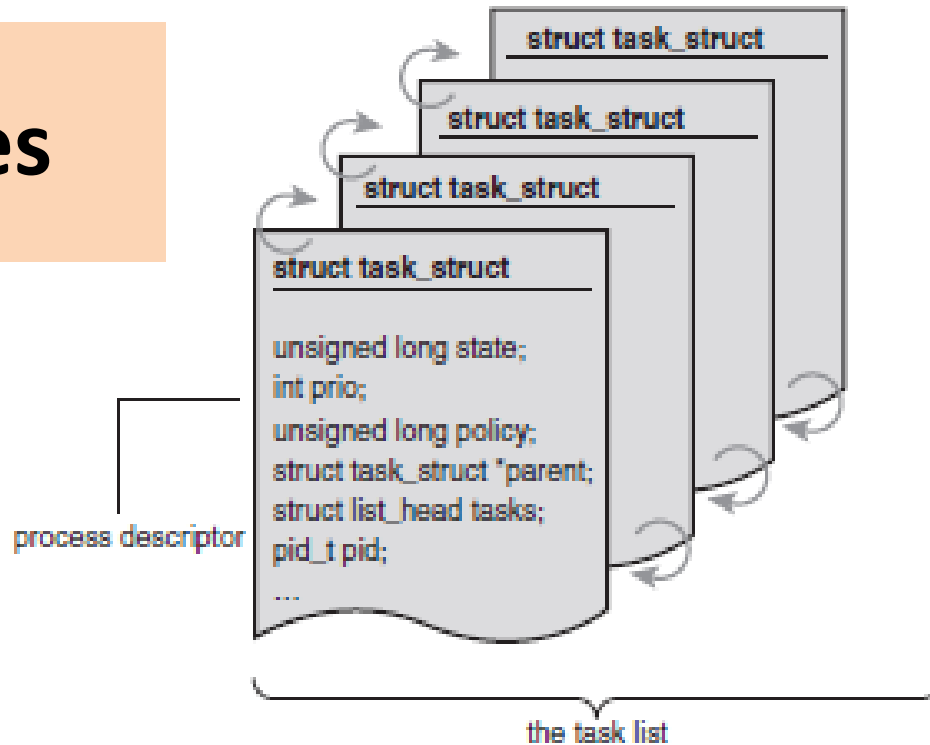 es
struct task_struct
struct task_struct
struct task_struct
struct task_struct
unsigned long state;
int prio;
unsigned long policy;
struct task_struct *parent;
struct list_head tasks;
pid_t pid;
...
process descriptor
the task list